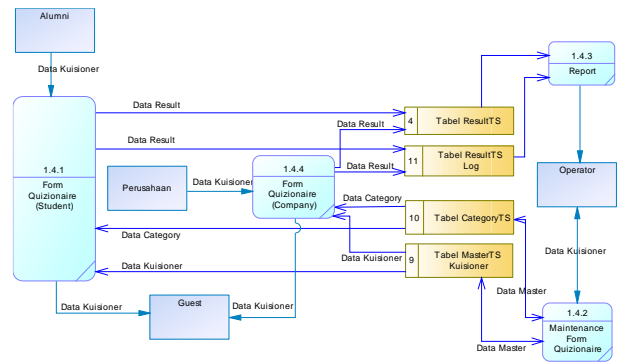 Alumni
Data Kuisioner
1.4.1
Form
Quizionaire
(Student)
Data Result
Data Result
Perusahaan
Data Kuisioner
1.4.4
Form
Quizionaire
(Company)
Data Result
Data Result
4
Tabel ResultTS
11
Tabel ResultTS
Log
1.4.3
Report
Operator
Data Category
10
Tabel CategoryTS
Data Category
Data Kuisioner
9
Tabel MasterTS
Kuisioner
Data Kuisioner
Data Kuisioner
Data Master
Data Kuisioner
Guest
Data Kuisioner
Data Master
1.4.2
Maintenance
Form
Quizionaire